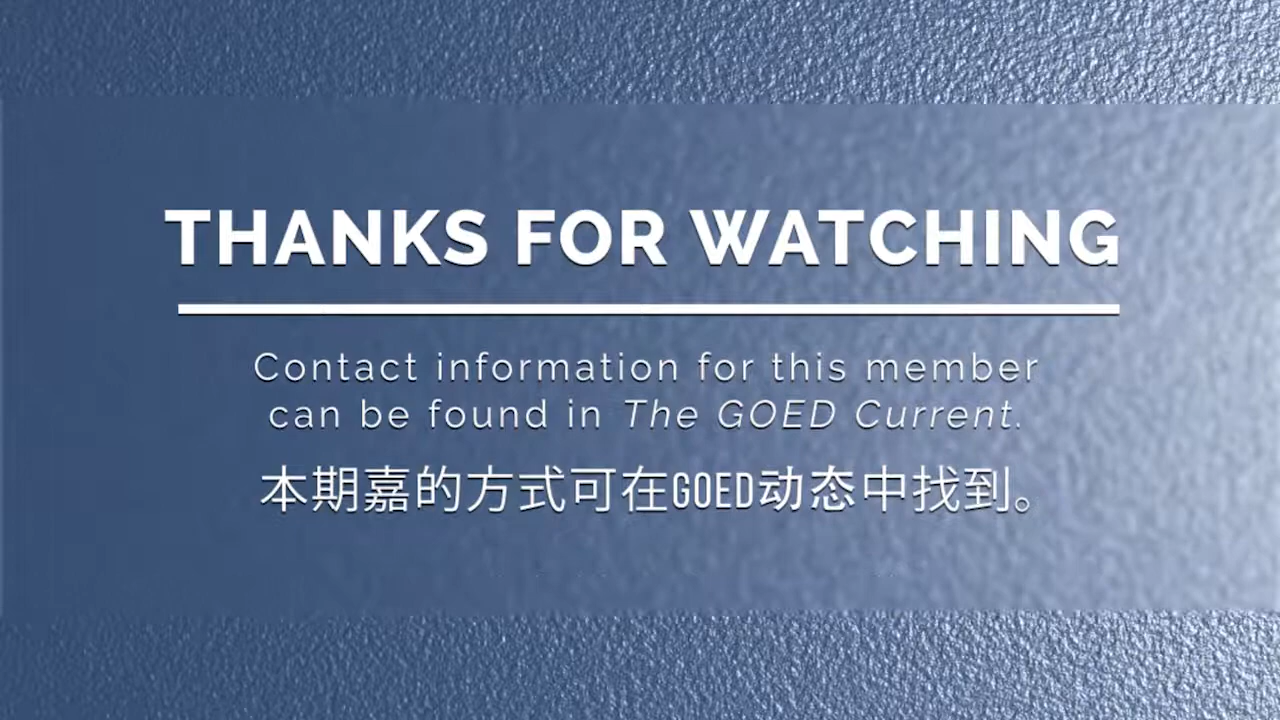 THANKS FOR WATCHING
Contact information for this member
can be found in The GOED Current.
本期嘉的方式可在GOED动态中找到。